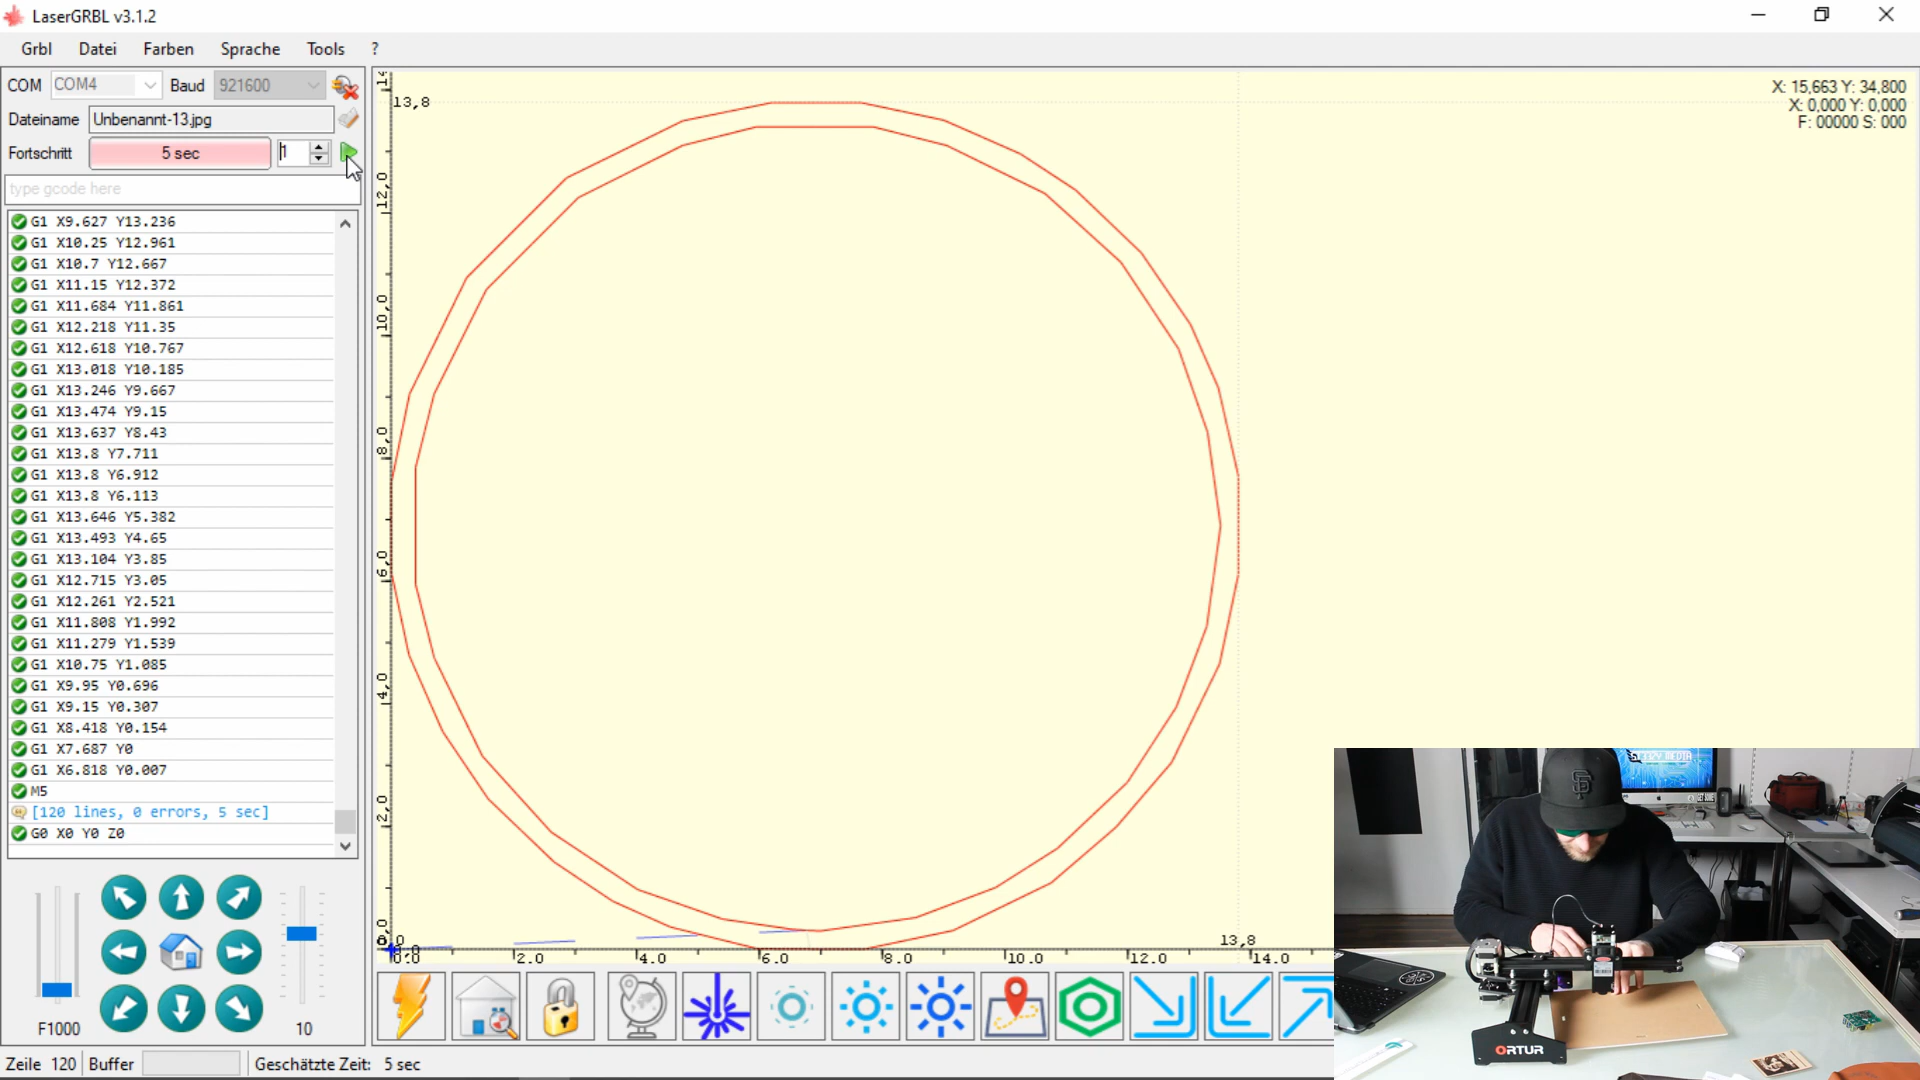 LaserGRBL v3.1.2
Grbl Datei Farben Sprache Tools ?
COM COM4 Baud 921600
Dateiname Unbenannt-13.jpg
Fortschritt 5 sec 1
type gcode here
G1 X9.627 Y13.236
G1 X10.25 Y12.961
G1 X10.7 Y12.667
G1 X11.15 Y12.372
G1 X11.684 Y11.861
G1 X12.218 Y11.35
G1 X12.618 Y10.767
G1 X13.018 Y10.185
G1 X13.246 Y9.667
G1 X13.474 Y9.15
G1 X13.637 Y8.43
G1 X13.8 Y7.711
G1 X13.8 Y6.912
G1 X13.8 Y6.113
G1 X13.646 Y5.382
G1 X13.493 Y4.65
G1 X13.104 Y3.85
G1 X12.715 Y3.05
G1 X12.261 Y2.521
G1 X11.808 Y1.992
G1 X11.279 Y1.539
G1 X10.75 Y1.085
G1 X9.95 Y0.696
G1 X9.15 Y0.307
G1 X8.418 Y0.154
G1 X7.687 Y0
G1 X6.818 Y0.007
M5
[120 lines, 0 errors, 5 sec]
G0 X0 Y0 Z0
F1000
10
Zeile 120 Buffer Geschätzte Zeit: 5 sec
X: 15,663 Y: 34,800
X: 0,000 Y: 0,000
F: 00000 S: 000
13,8
12,0
10,0
8,0
6,0
4,0
2,0
0,0
13,8
2.0 4.0 6.0 8.0 10.0 12.0 14.0
ORTUR